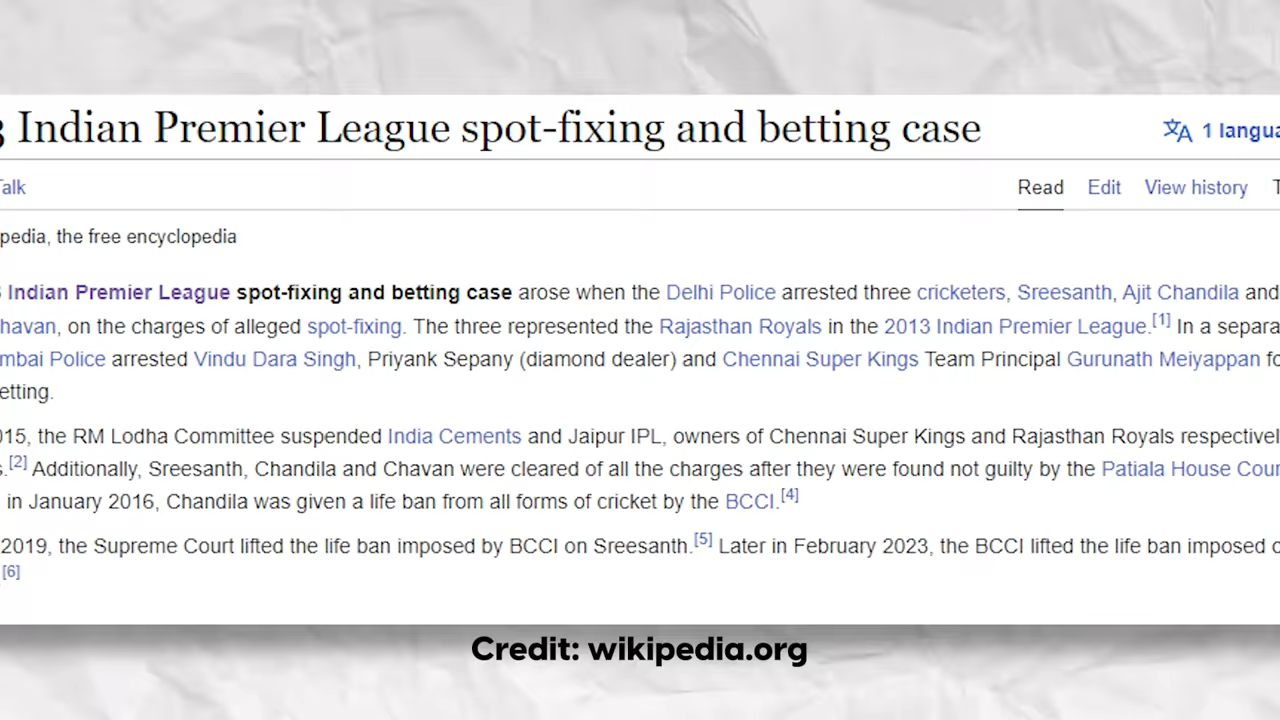 Indian Premier League spot-fixing and betting case
1 langua
Talk
Read Edit View history T
pedia, the free encyclopedia
Indian Premier League spot-fixing and betting case arose when the Delhi Police arrested three cricketers, Sreesanth, Ajit Chandila and
havan, on the charges of alleged spot-fixing. The three represented the Rajasthan Royals in the 2013 Indian Premier League.[1] In a separa
mbai Police arrested Vindu Dara Singh, Priyank Sepany (diamond dealer) and Chennai Super Kings Team Principal Gurunath Meiyappan fo
etting.
015, the RM Lodha Committee suspended India Cements and Jaipur IPL, owners of Chennai Super Kings and Rajasthan Royals respectivel
s.[2] Additionally, Sreesanth, Chandila and Chavan were cleared of all the charges after they were found not guilty by the Patiala House Cour
in January 2016, Chandila was given a life ban from all forms of cricket by the BCCI.[4]
2019, the Supreme Court lifted the life ban imposed by BCCI on Sreesanth.[5] Later in February 2023, the BCCI lifted the life ban imposed o
[6]
Credit: wikipedia.org